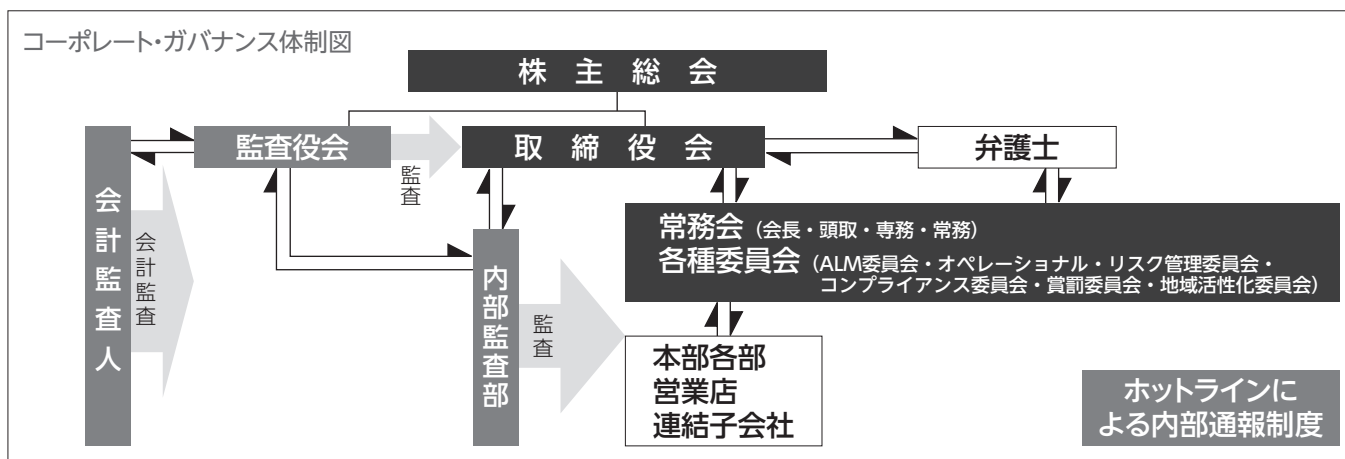 コーポレート・ガバナンス体制図
株主総会
監査役会
監査
取締役会
弁護士
会計監査人
会計監査
内部監査部
監査
常務会（会長・頭取・専務・常務）
各種委員会（ALM委員会・オペレーショナル・リスク管理委員会・
コンプライアンス委員会・賞罰委員会・地域活性化委員会）
本部各部
営業店
連結子会社
ホットラインに
よる内部通報制度